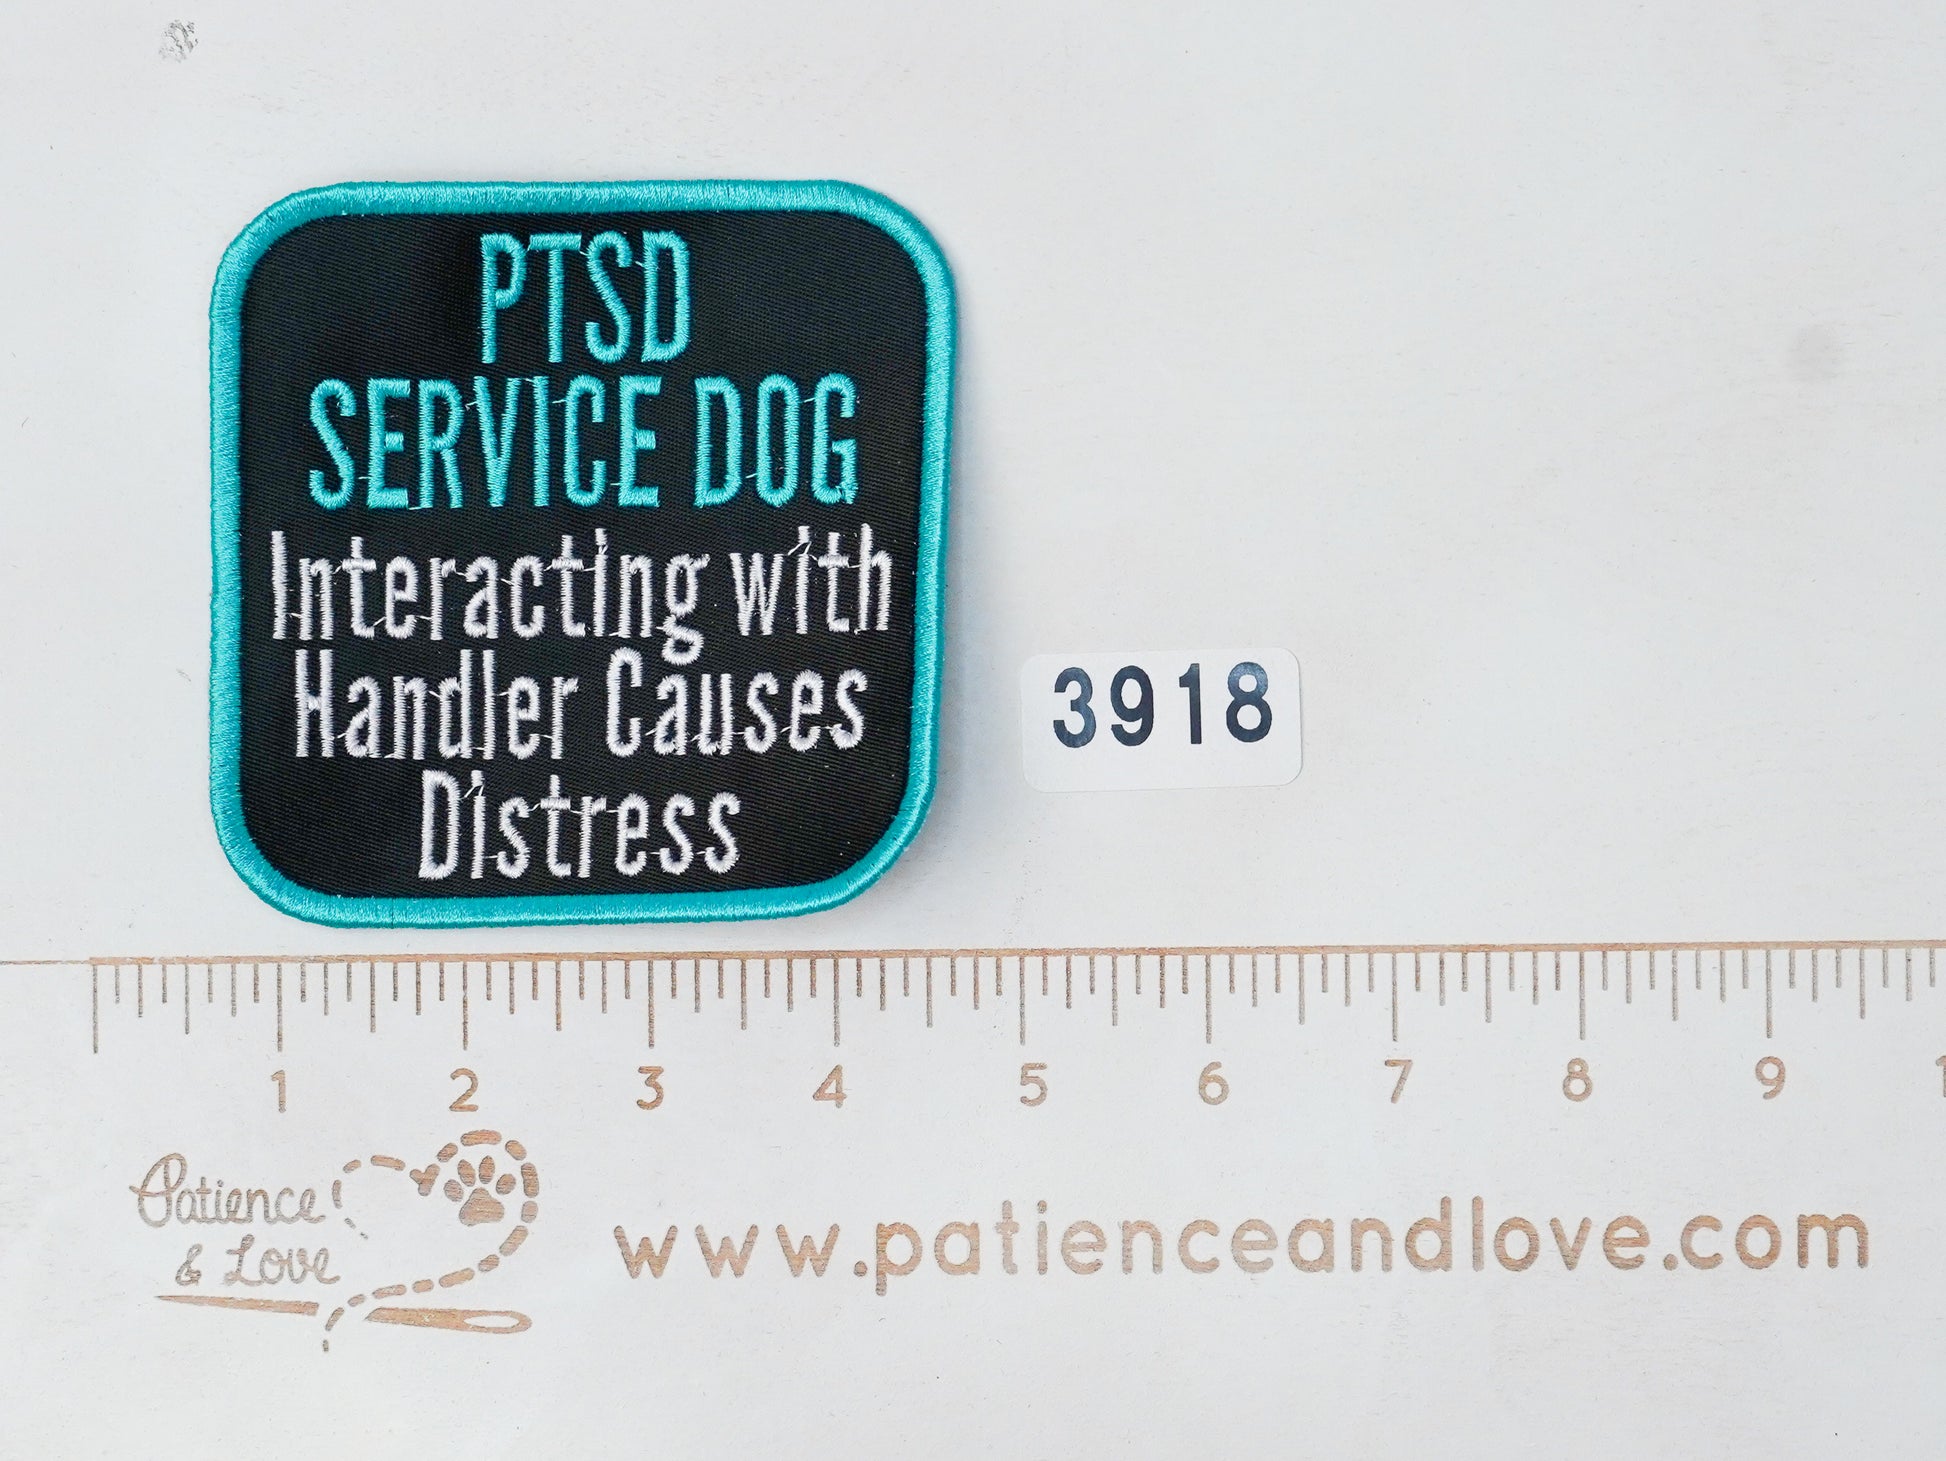 PTSD
SERVICE DOG
Interacting with
Handler Causes
Distress
3918
1 2 3 4 5 6 7 8 9
Patience
& Love
www.patienceandlove.com